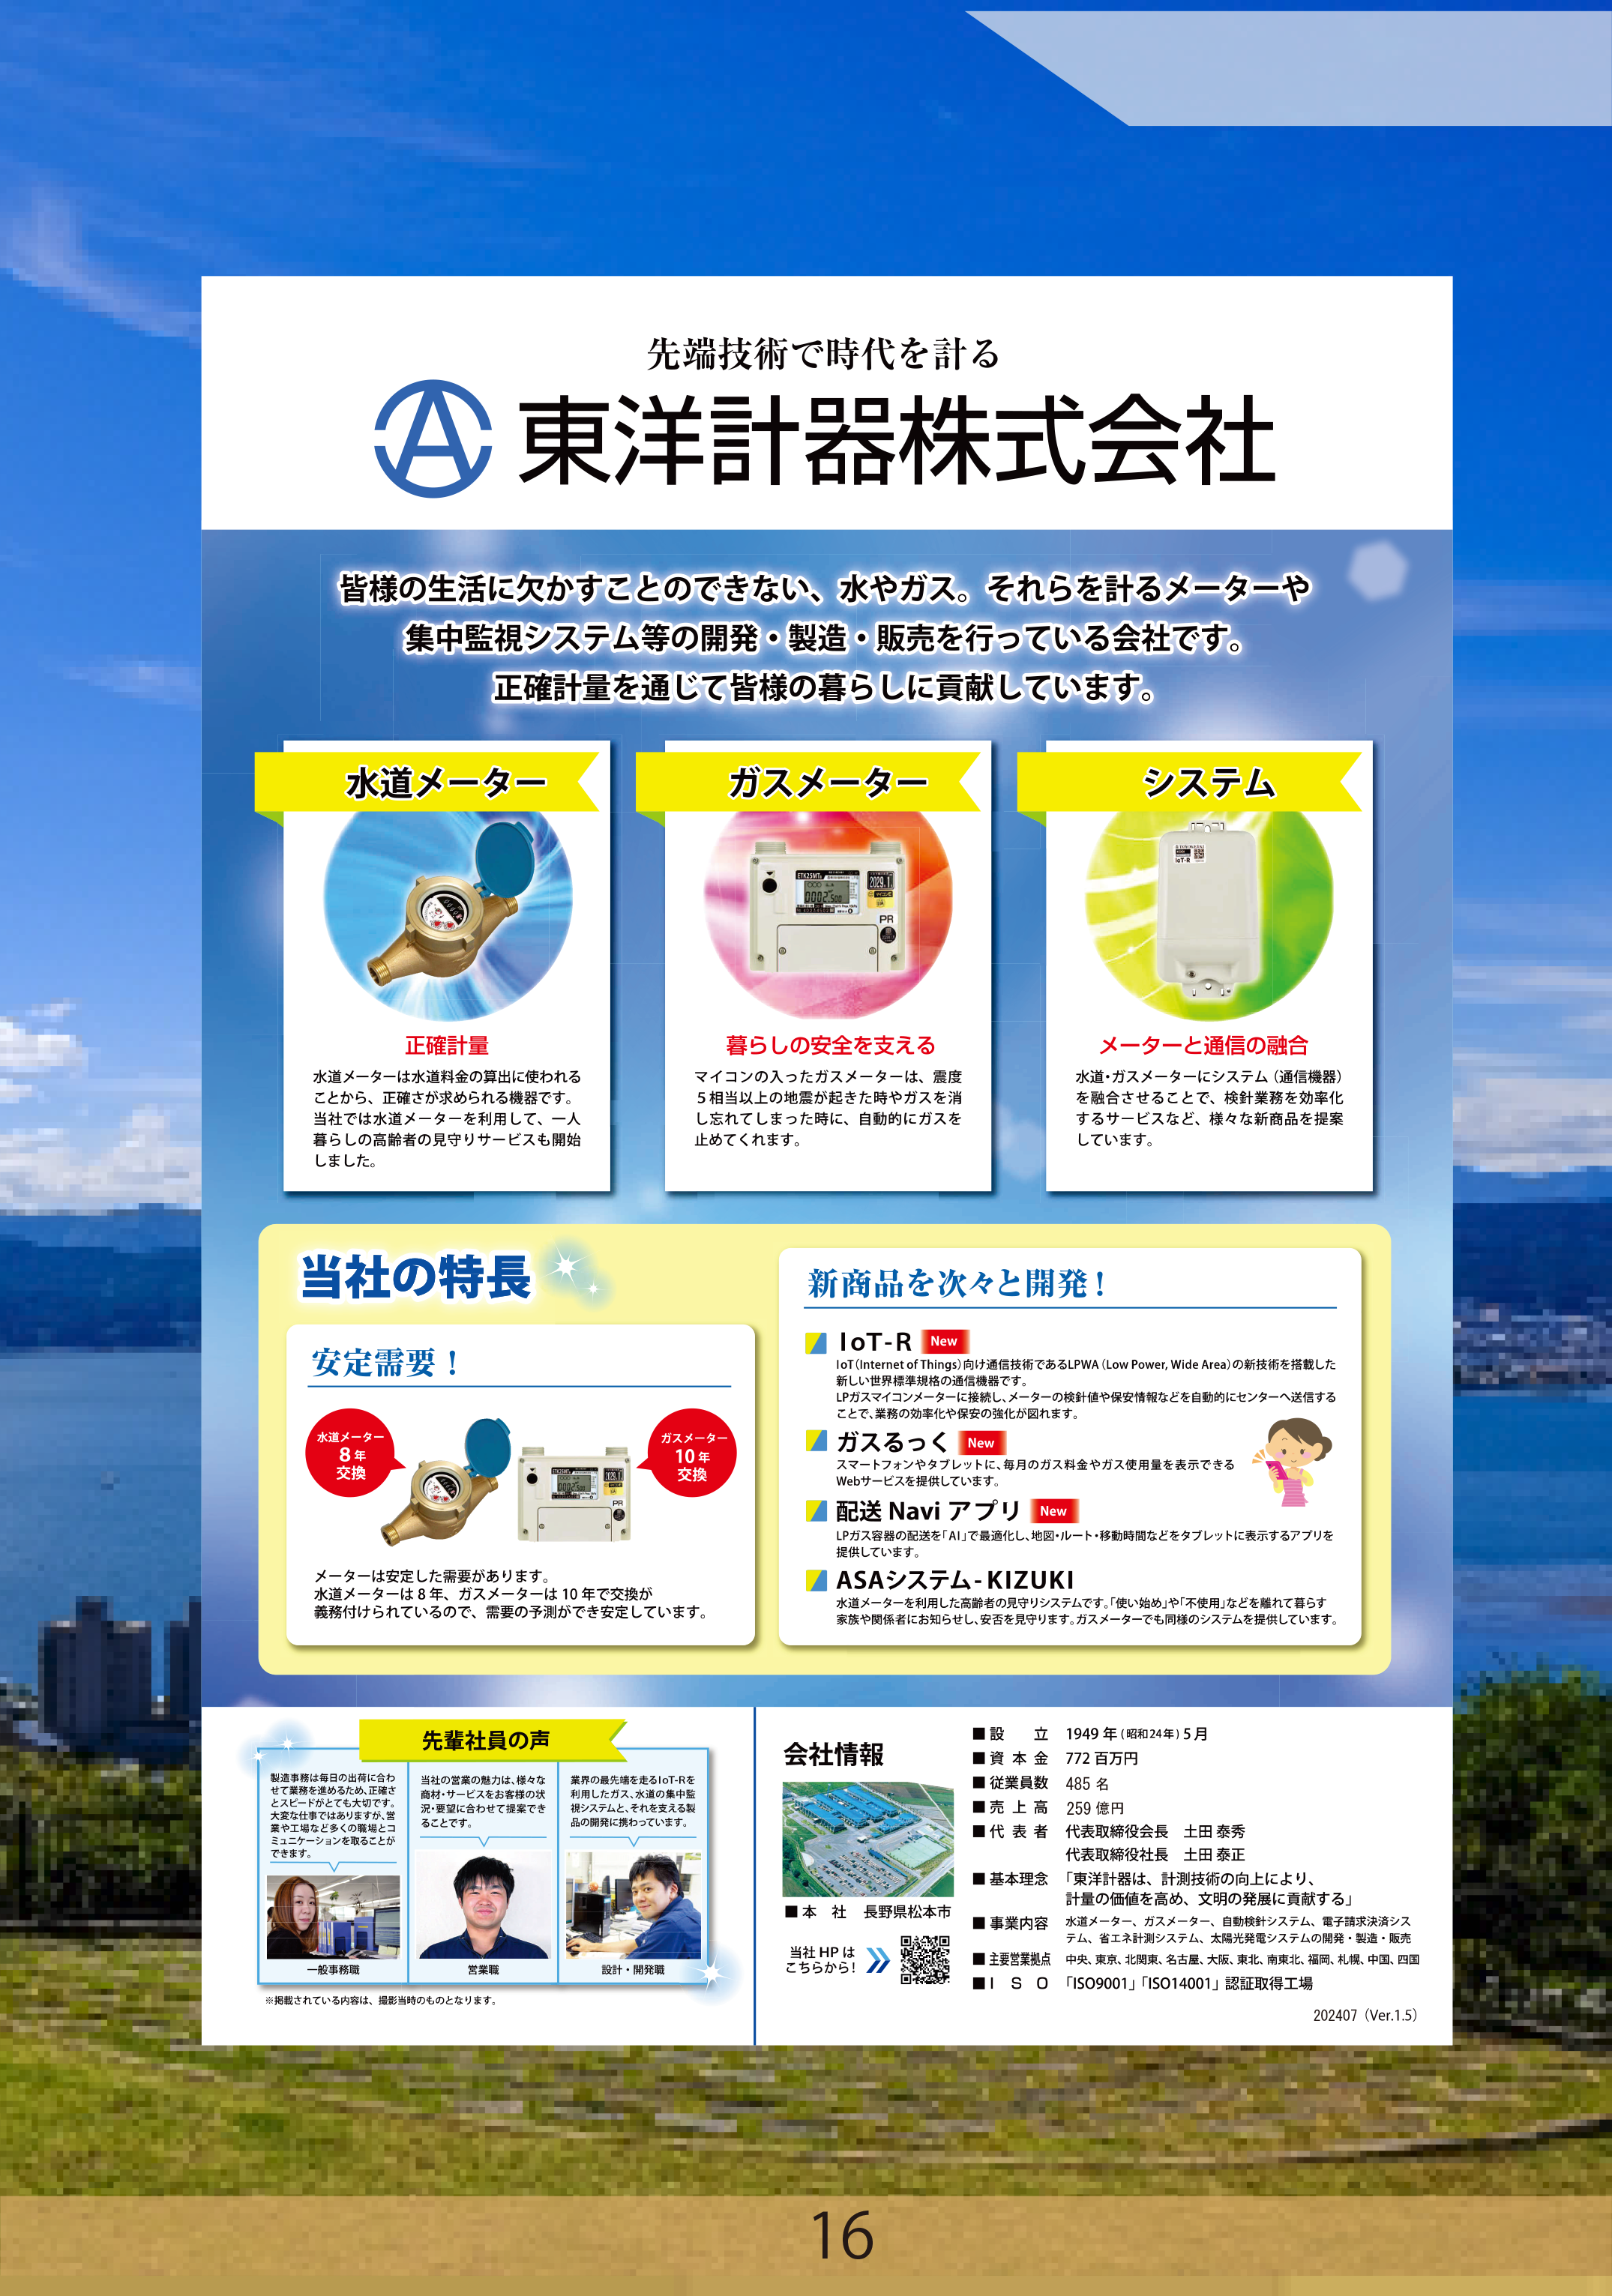 先端技術で時代を計る
東洋計器株式会社
皆様の生活に欠かすことのできない、水やガス。それらを計るメーターや
集中監視システム等の開発・製造・販売を行っている会社です。
正確計量を通じて皆様の暮らしに貢献しています。
水道メーター
正確計量
水道メーターは水道料金の算出に使われる
ことから、正確さが求められる機器です。
当社では水道メーターを利用して、一人
暮らしの高齢者の見守りサービスも開始
しました。
ガスメーター
ETK25MT
2029.1
0002.500
PR
暮らしの安全を支える
マイコンの入ったガスメーターは、震度
5相当以上の地震が起きた時やガスを消
し忘れてしまった時に、自動的にガスを
止めてくれます。
システム
IoT-R
メーターと通信の融合
水道・ガスメーターにシステム（通信機器）
を融合させることで、検針業務を効率化
するサービスなど、様々な新商品を提案
しています。
当社の特長
安定需要！
水道メーター
8年
交換
ガスメーター
10年
交換
PR
メーターは安定した需要があります。
水道メーターは8年、ガスメーターは10年で交換が
義務付けられているので、需要の予測ができ安定しています。
新商品を次々と開発！
IoT-R New
IoT（Internet of Things）向け通信技術であるLPWA（Low Power, Wide Area）の新技術を搭載した
新しい世界標準規格の通信機器です。
LPガスマイコンメーターに接続し、メーターの検針値や保安情報などを自動的にセンターへ送信する
ことで、業務の効率化や保安の強化が図れます。
ガスるっく New
スマートフォンやタブレットに、毎月のガス料金やガス使用量を表示できる
Webサービスを提供しています。
配送 Navi アプリ New
LPガス容器の配送を「AI」で最適化し、地図・ルート・移動時間などをタブレットに表示するアプリを
提供しています。
ASAシステム-KIZUKI
水道メーターを利用した高齢者の見守りシステムです。「使い始め」や「不使用」などを離れて暮らす
家族や関係者にお知らせし、安否を見守ります。ガスメーターでも同様のシステムを提供しています。
先輩社員の声
製造事務は毎日の出荷に合わ
せて業務を進めるため、正確さ
とスピードがとても大切です。
大変な仕事ではありますが、営
業や工場など多くの職場とコ
ミュニケーションを取ることが
できます。
一般事務職
当社の営業の魅力は、様々な
商材・サービスをお客様の状
況・要望に合わせて提案でき
ることです。
営業職
業界の最先端を走るIoT-Rを
利用したガス、水道の集中監
視システムと、それを支える製
品の開発に携わっています。
設計・開発職
※掲載されている内容は、撮影当時のものとなります。
会社情報
■本　社　長野県松本市
当社HPは
こちらから！
■設　　立　1949年（昭和24年）5月
■資 本 金　772百万円
■従業員数　485名
■売 上 高　259億円
■代 表 者　代表取締役会長　土田 泰秀
代表取締役社長　土田 泰正
■基本理念　「東洋計器は、計測技術の向上により、
計量の価値を高め、文明の発展に貢献する」
■事業内容　水道メーター、ガスメーター、自動検針システム、電子請求決済シス
テム、省エネ計測システム、太陽光発電システムの開発・製造・販売
■主要営業拠点　中央、東京、北関東、名古屋、大阪、東北、南東北、福岡、札幌、中国、四国
■Ｉ Ｓ Ｏ　「ISO9001」「ISO14001」認証取得工場
202407（Ver.1.5）
16